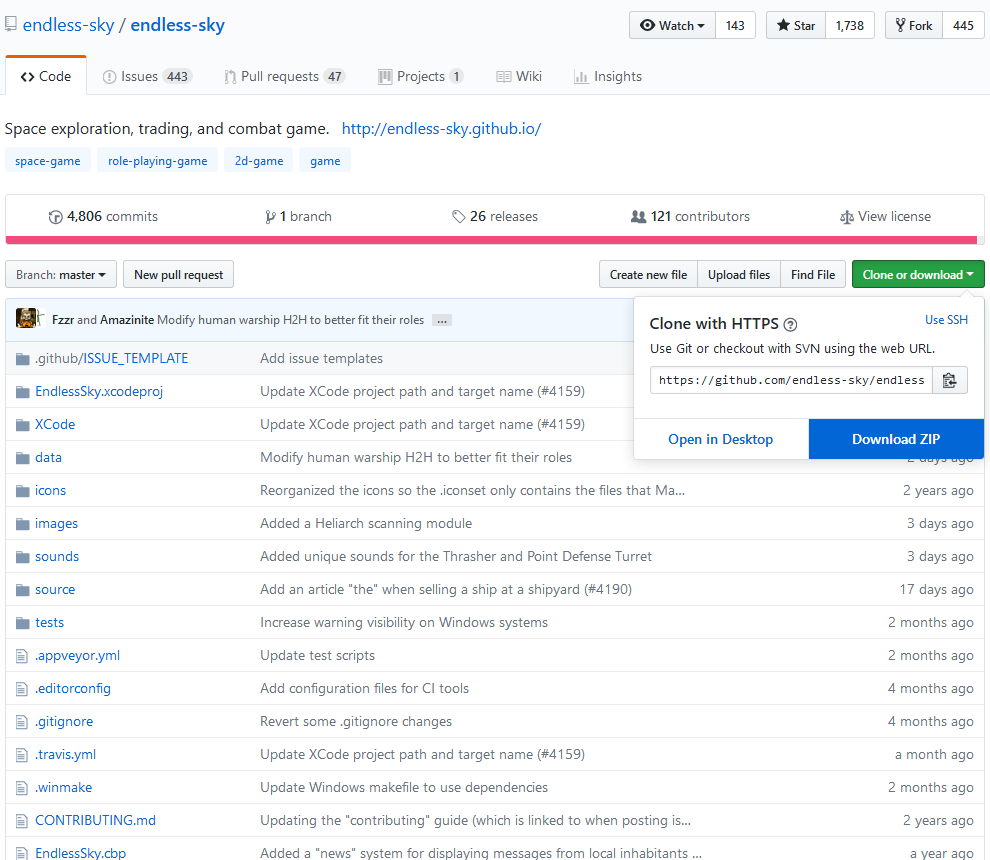 endless-sky / endless-sky
Watch 143 Star 1,738 Fork 445
Code Issues 443 Pull requests 47 Projects 1 Wiki Insights
Space exploration, trading, and combat game. http://endless-sky.github.io/
space-game role-playing-game 2d-game game
4,806 commits 1 branch 26 releases 121 contributors View license
Branch: master New pull request Create new file Upload files Find File Clone or download
Fzzr and Amazinite Modify human warship H2H to better fit their roles ...
Clone with HTTPS ? Use SSH
Use Git or checkout with SVN using the web URL.
https://github.com/endless-sky/endless
Open in Desktop Download ZIP
.github/ISSUE_TEMPLATE Add issue templates
EndlessSky.xcodeproj Update XCode project path and target name (#4159)
XCode Update XCode project path and target name (#4159)
data Modify human warship H2H to better fit their roles 2 days ago
icons Reorganized the icons so the .iconset only contains the files that Ma... 2 years ago
images Added a Heliarch scanning module 3 days ago
sounds Added unique sounds for the Thrasher and Point Defense Turret 3 days ago
source Add an article "the" when selling a ship at a shipyard (#4190) 17 days ago
tests Increase warning visibility on Windows systems 2 months ago
.appveyor.yml Update test scripts 2 months ago
.editorconfig Add configuration files for CI tools 4 months ago
.gitignore Revert some .gitignore changes 4 months ago
.travis.yml Update XCode project path and target name (#4159) a month ago
.winmake Update Windows makefile to use dependencies 2 months ago
CONTRIBUTING.md Updating the "contributing" guide (which is linked to when posting is... 2 years ago
EndlessSky.cbp Added a "news" system for displaying messages from local inhabitants ... a year ago